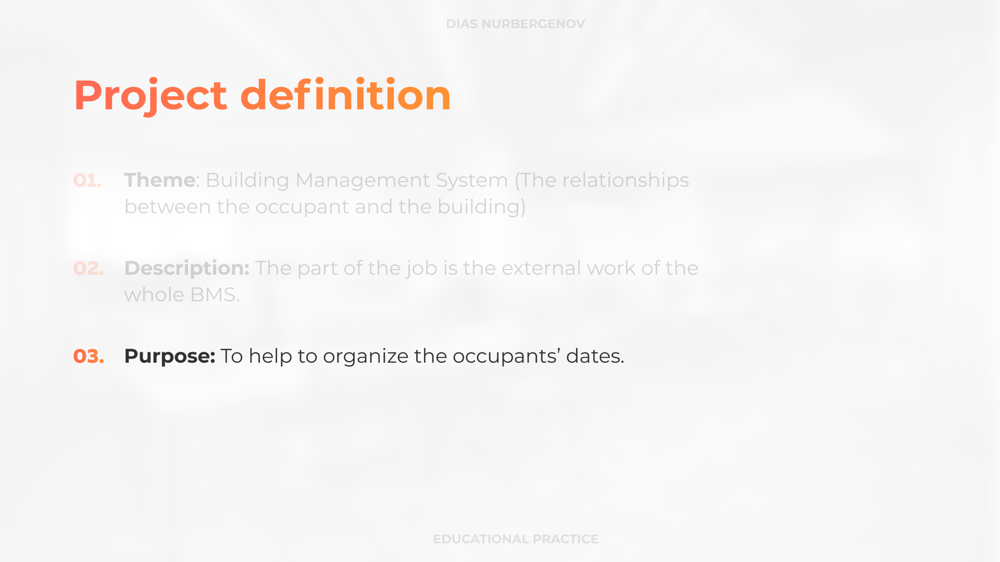 DIAS NURBERGENOV
Project definition
01. Theme: Building Management System (The relationships
between the occupant and the building)
02. Description: The part of the job is the external work of the
whole BMS.
03. Purpose: To help to organize the occupants’ dates.
EDUCATIONAL PRACTICE